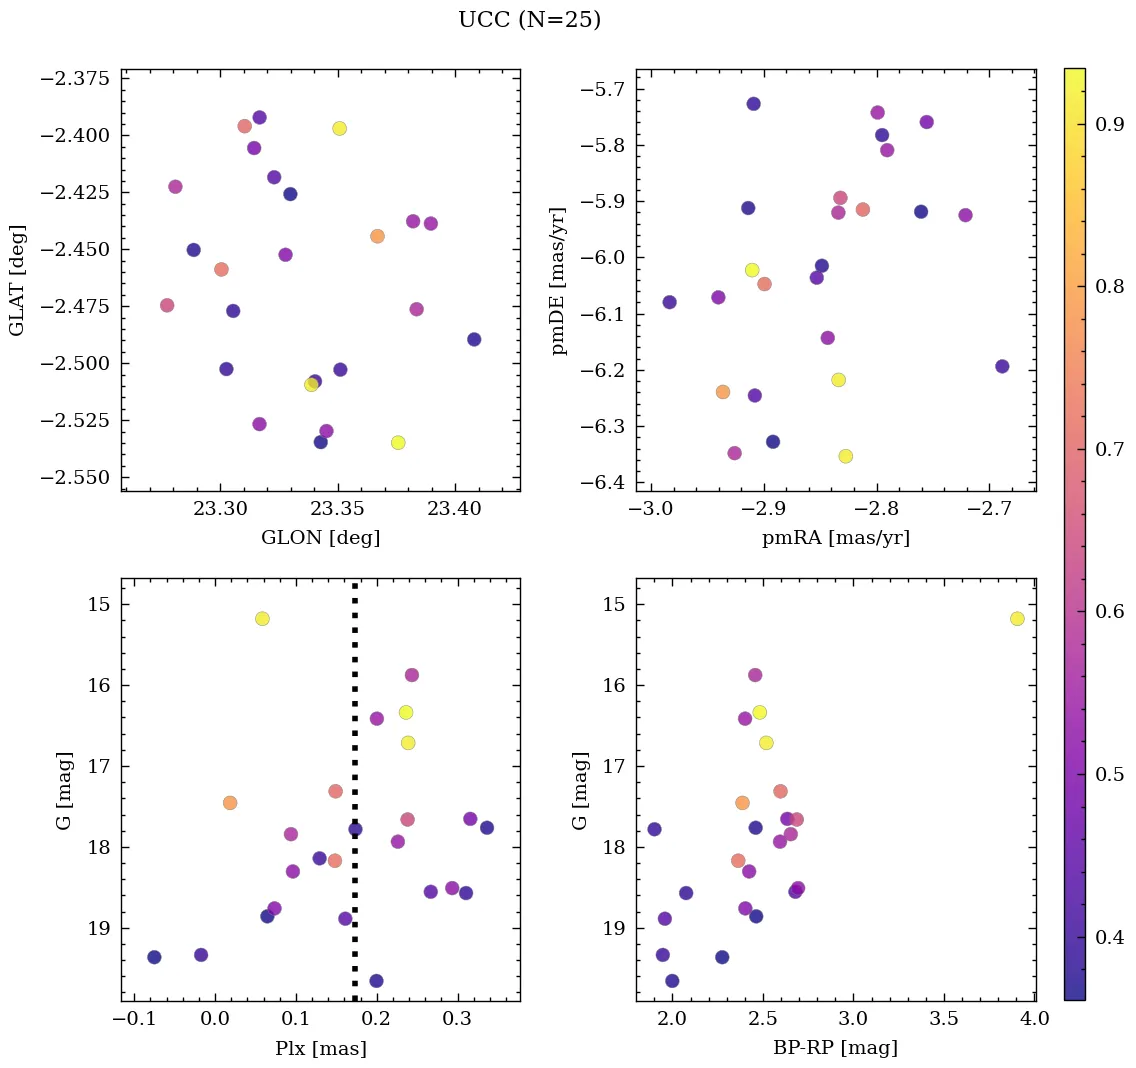 UCC (N=25)
−2.375
−2.400
−2.425
−2.450
−2.475
−2.500
−2.525
−2.550
GLAT [deg]
23.30 23.35 23.40
GLON [deg]
−5.7
−5.8
−5.9
−6.0
−6.1
−6.2
−6.3
−6.4
pmDE [mas/yr]
−3.0 −2.9 −2.8 −2.7
pmRA [mas/yr]
15
16
17
18
19
G [mag]
−0.1 0.0 0.1 0.2 0.3
Plx [mas]
15
16
17
18
19
G [mag]
2.0 2.5 3.0 3.5 4.0
BP-RP [mag]
0.9
0.8
0.7
0.6
0.5
0.4